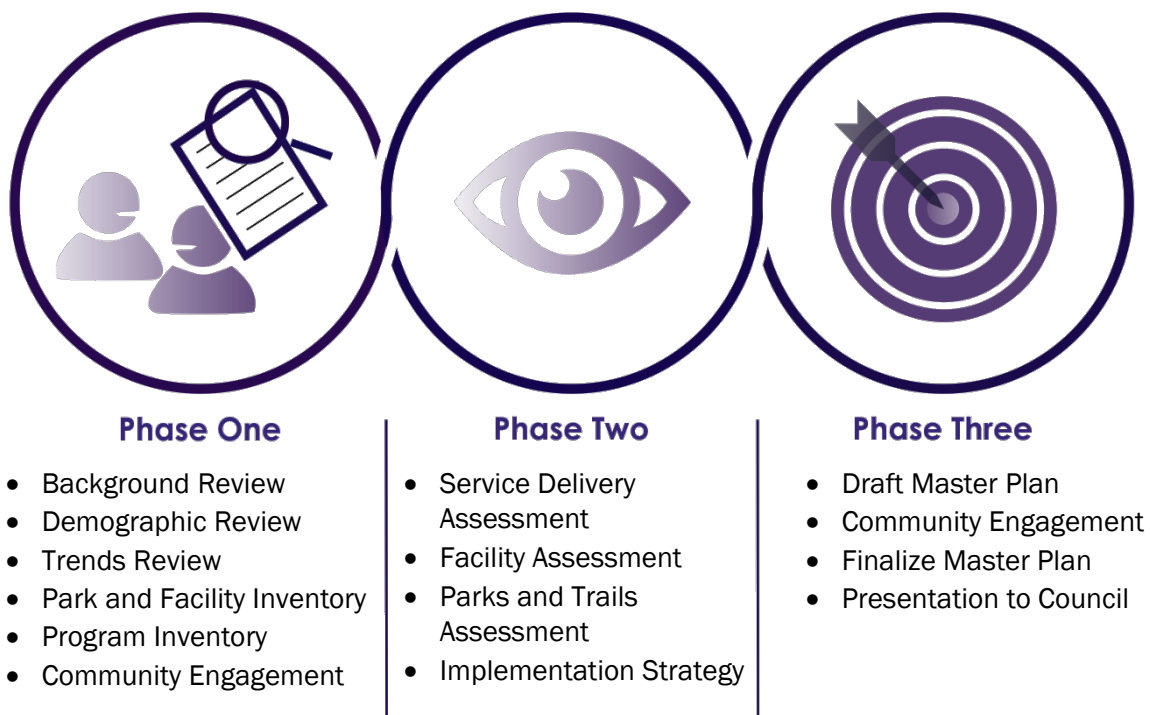 Phase One
• Background Review
• Demographic Review
• Trends Review
• Park and Facility Inventory
• Program Inventory
• Community Engagement
Phase Two
• Service Delivery
Assessment
• Facility Assessment
• Parks and Trails
Assessment
• Implementation Strategy
Phase Three
• Draft Master Plan
• Community Engagement
• Finalize Master Plan
• Presentation to Council